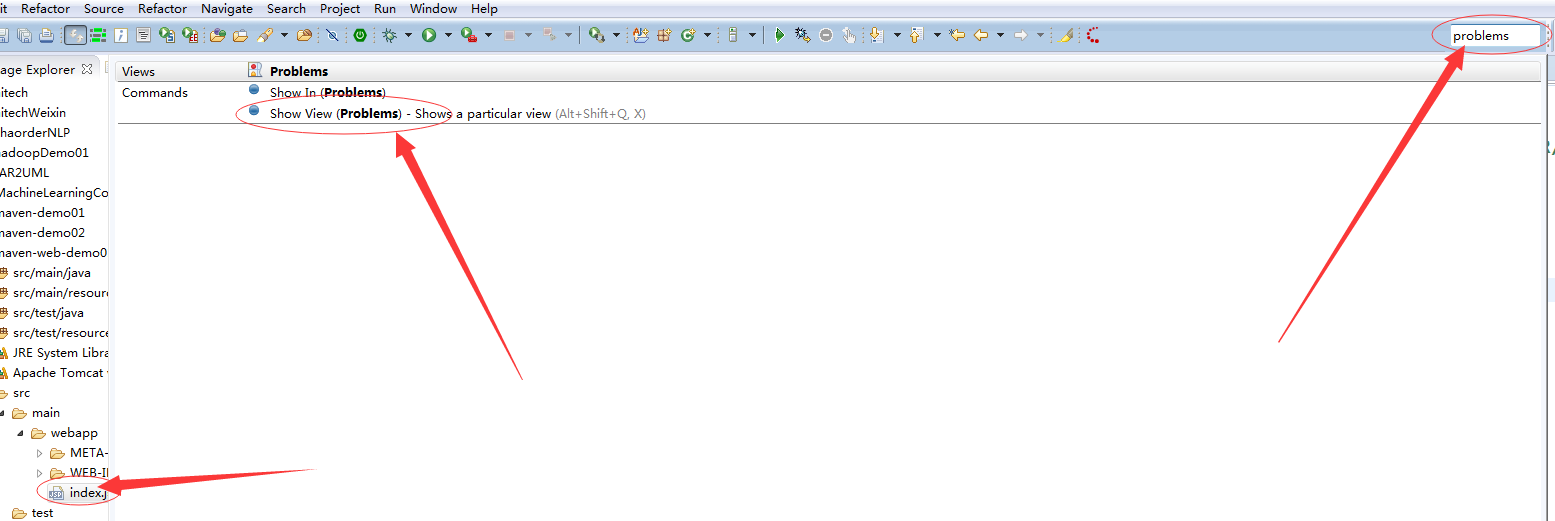 it Refactor Source Refactor Navigate Search Project Run Window Help
problems
age Explorer
Views Problems
Commands Show In (Problems)
Show View (Problems) - Shows a particular view (Alt+Shift+Q, X)
itech
itechWeixin
haorderNLP
adoopDemo01
AR2UML
MachineLearningCo
maven-demo01
maven-demo02
maven-web-demo0
src/main/java
src/main/resour
src/test/java
src/test/resource
JRE System Libra
Apache Tomcat
src
main
webapp
META-
WEB-I
index.j
test